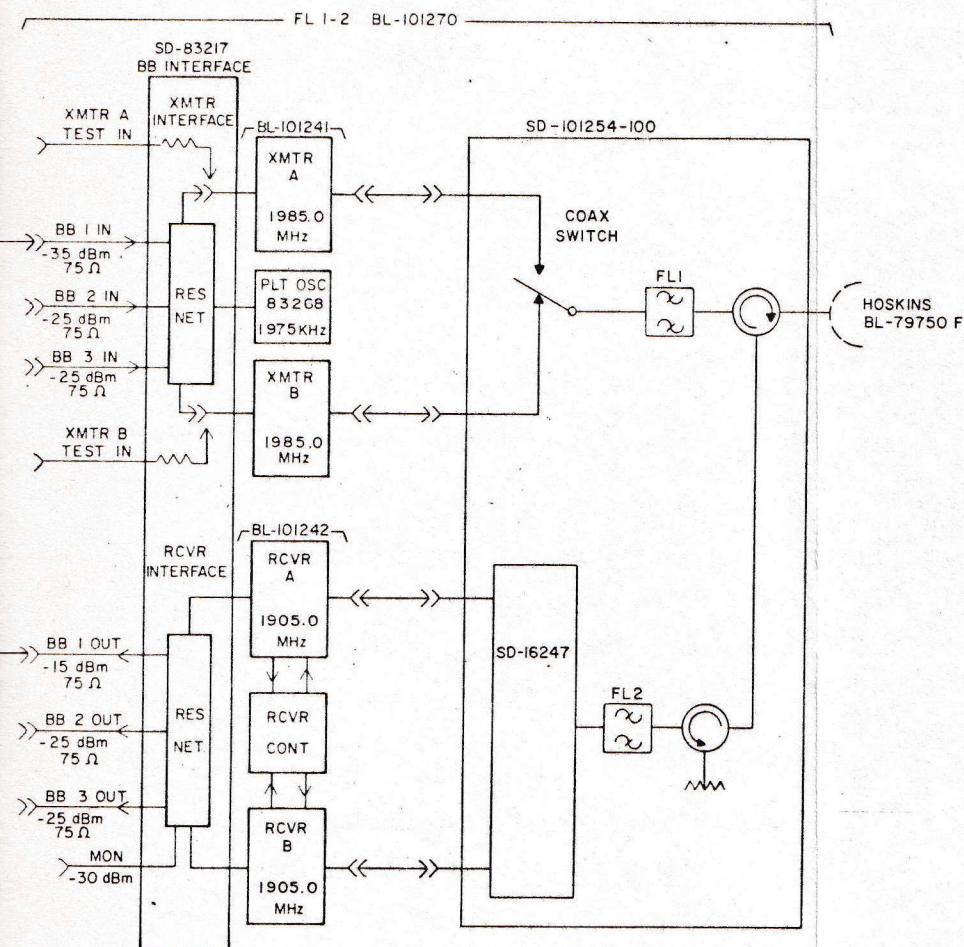 FL 1-2 BL-101270
SD-83217
BB INTERFACE
XMTR A
TEST IN
XMTR
INTERFACE
BL-101241
XMTR
A
1985.0
MHz
SD-101254-100
COAX
SWITCH
BB 1 IN
-35 dBm
75 Ω
BB 2 IN
-25 dBm
75 Ω
BB 3 IN
-25 dBm
75 Ω
RES
NET
PLT OSC
83268
1975KHz
FL1
HOSKINS
BL-79750 F
XMTR B
TEST IN
XMTR
B
1985.0
MHz
BL-101242
RCVR
INTERFACE
RCVR
A
1905.0
MHz
BB 1 OUT
-15 dBm
75 Ω
BB 2 OUT
-25 dBm
75 Ω
BB 3 OUT
-25 dBm
75 Ω
MON
-30 dBm
RES
NET
RCVR
CONT
RCVR
B
1905.0
MHz
SD-16247
FL2